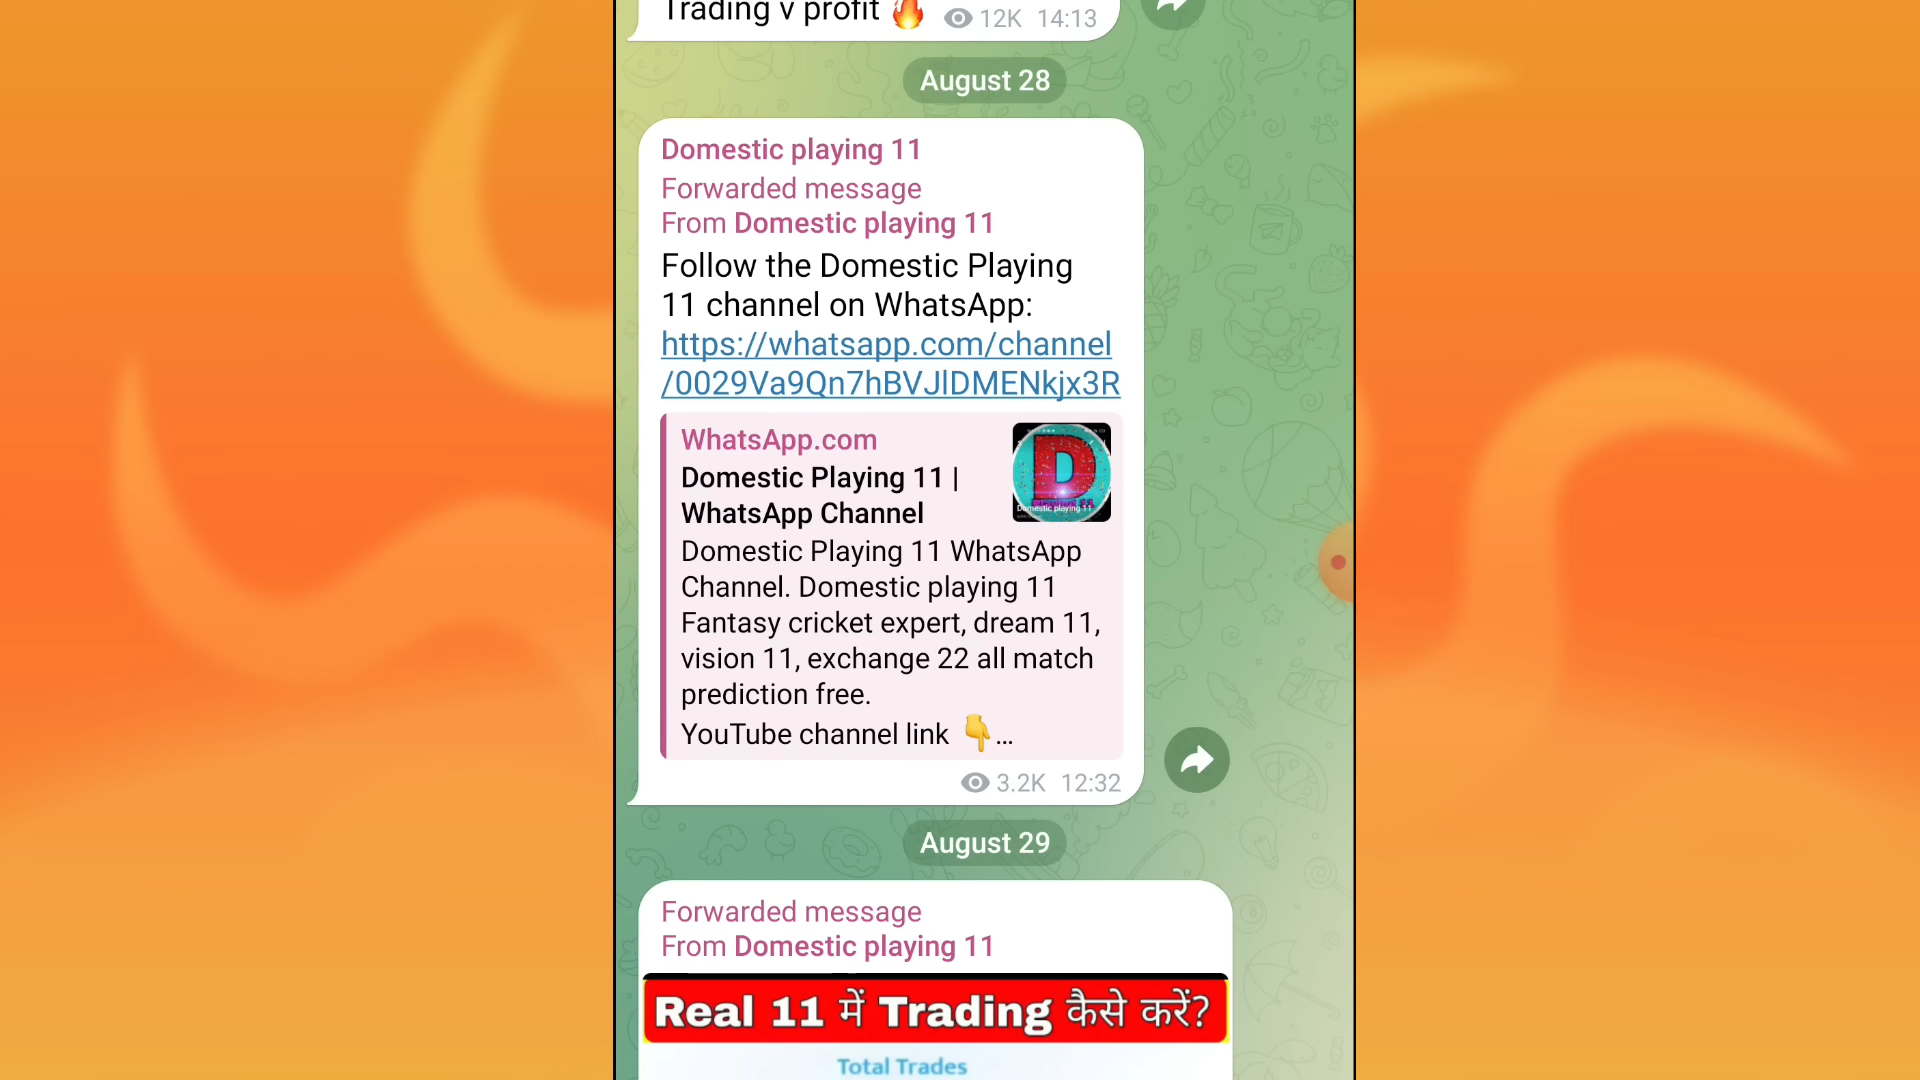 Trading v profit 🔥 12K 14:13
August 28
Domestic playing 11
Forwarded message
From Domestic playing 11
Follow the Domestic Playing
11 channel on WhatsApp:
https://whatsapp.com/channel
/0029Va9Qn7hBVJlDMENkjx3R
WhatsApp.com
Domestic Playing 11 |
WhatsApp Channel
Domestic playing 11
Domestic Playing 11 WhatsApp
Channel. Domestic playing 11
Fantasy cricket expert, dream 11,
vision 11, exchange 22 all match
prediction free.
YouTube channel link 👇...
3.2K 12:32
August 29
Forwarded message
From Domestic playing 11
Real 11 में Trading कैसे करें?
Total Trades